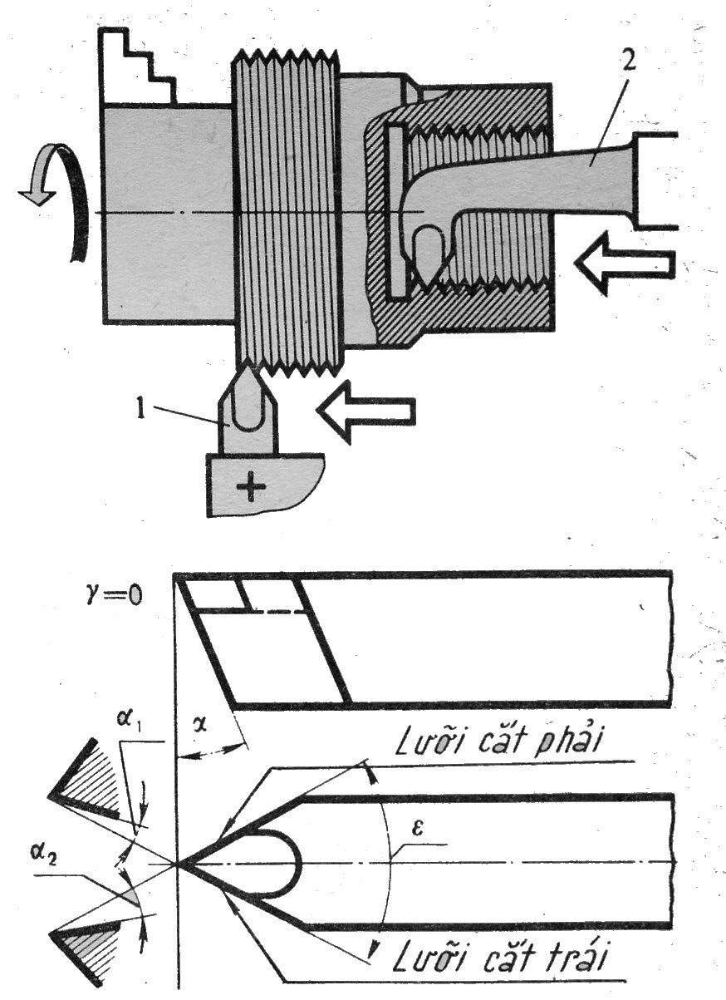 2
1
γ=0
α₁
α
Lưỡi cắt phải
ε
α₂
Lưỡi cắt trái